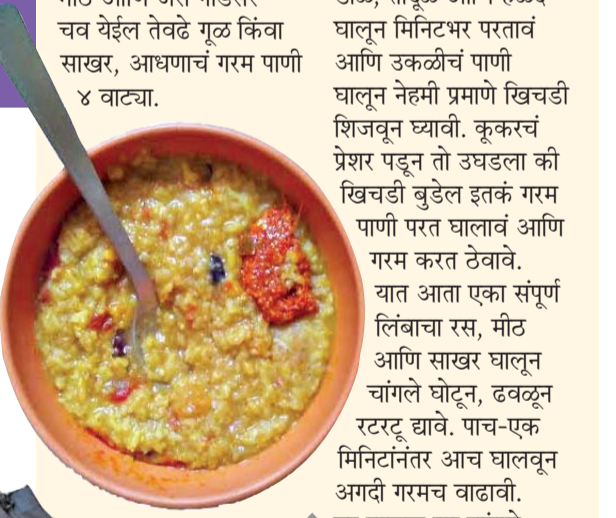 चव येईल तेवढे गूळ किंवा
साखर, आधणाचं गरम पाणी
४ वाट्या.
घालून मिनिटभर परतावं
आणि उकळीचं पाणी
घालून नेहमी प्रमाणे खिचडी
शिजवून घ्यावी. कूकरचं
प्रेशर पडून तो उघडला की
खिचडी बुडेल इतकं गरम
पाणी परत घालावं आणि
गरम करत ठेवावे.
यात आता एका संपूर्ण
लिंबाचा रस, मीठ
आणि साखर घालून
चांगले घोटून, ढवळून
रटरटू द्यावे. पाच-एक
मिनिटांनंतर आच घालवून
अगदी गरमच वाढावी.